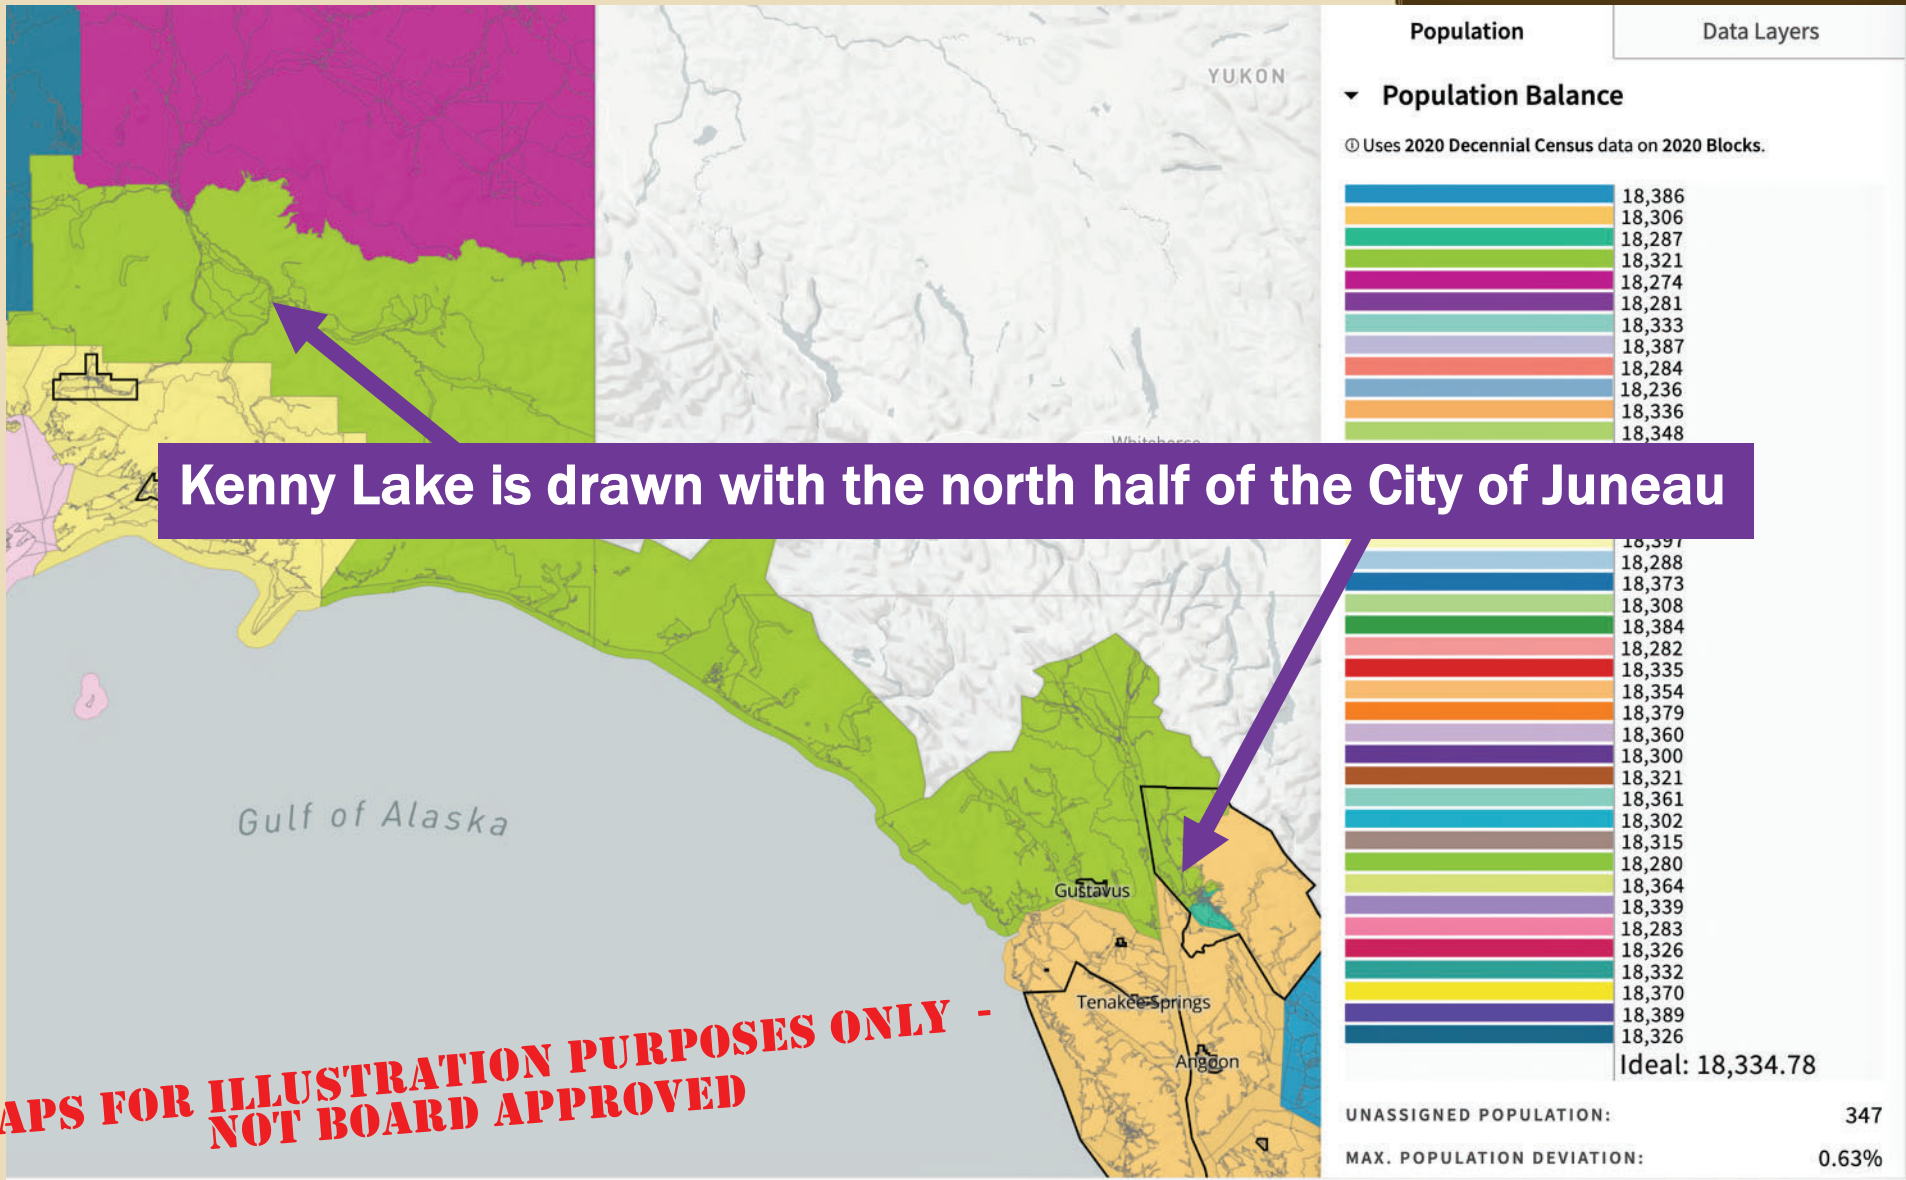 Population
Data Layers
Population Balance
Uses 2020 Decennial Census data on 2020 Blocks.
18,386
18,306
18,287
18,321
18,274
18,281
18,333
18,387
18,284
18,236
18,336
18,348
18,397
18,288
18,373
18,308
18,384
18,282
18,335
18,354
18,379
18,360
18,300
18,321
18,361
18,302
18,315
18,280
18,364
18,339
18,283
18,326
18,332
18,370
18,389
18,326
Ideal: 18,334.78
UNASSIGNED POPULATION: 347
MAX. POPULATION DEVIATION: 0.63%
YUKON
Whitehorse
Kenny Lake is drawn with the north half of the City of Juneau
Gulf of Alaska
Gustavus
Tenakee Springs
Angoon
APS FOR ILLUSTRATION PURPOSES ONLY -
NOT BOARD APPROVED